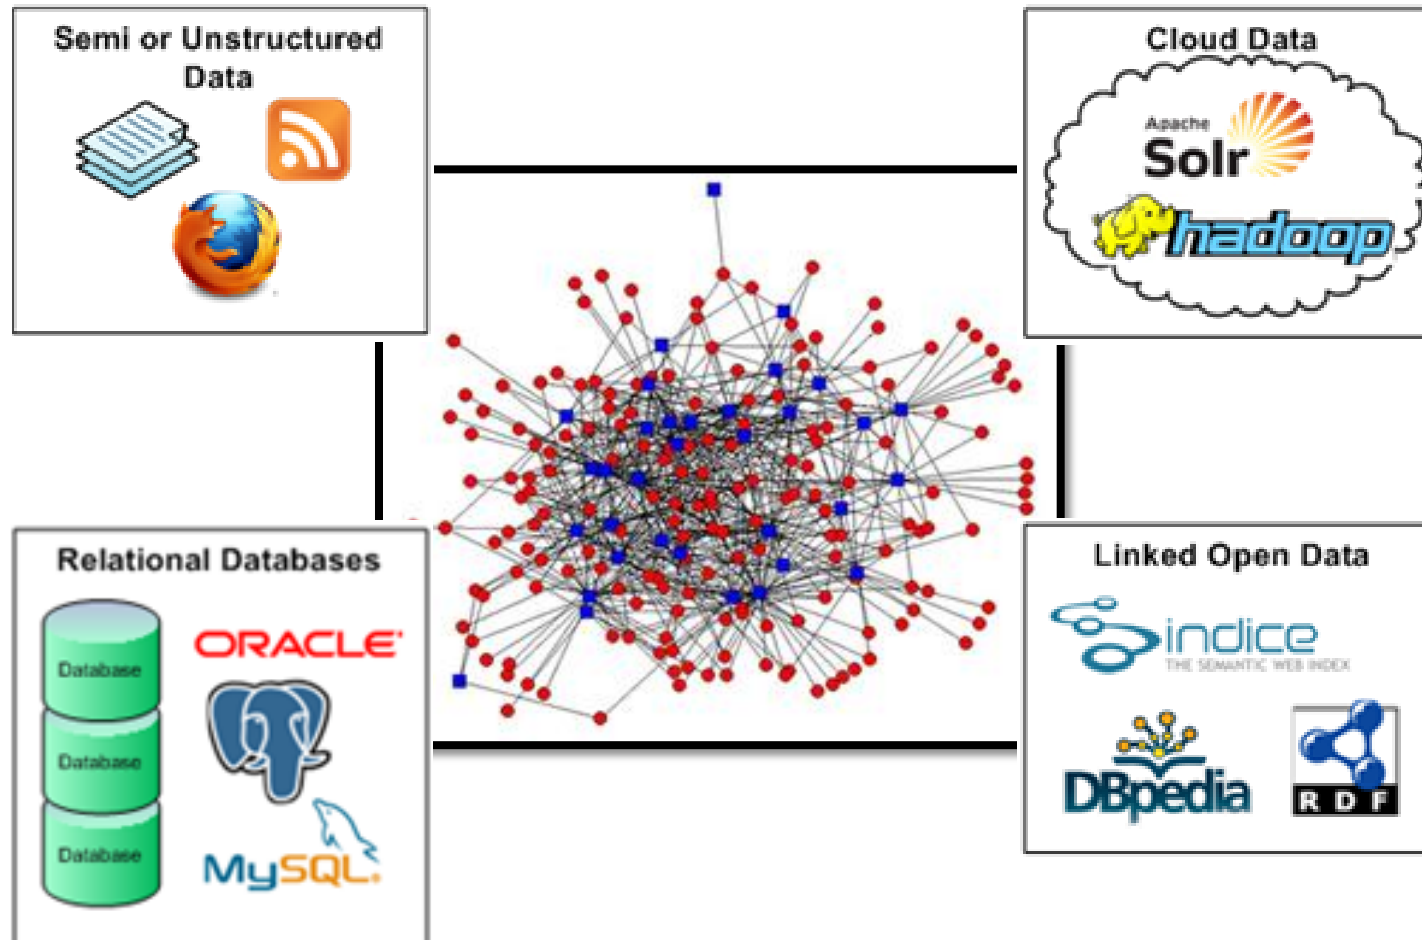 Semi or Unstructured
Data
Cloud Data
Apache
Solr
hadoop
Relational Databases
Database
Database
Database
ORACLE
MySQL
Linked Open Data
Sindice
THE SEMANTIC WEB INDEX
DBpedia
RDF